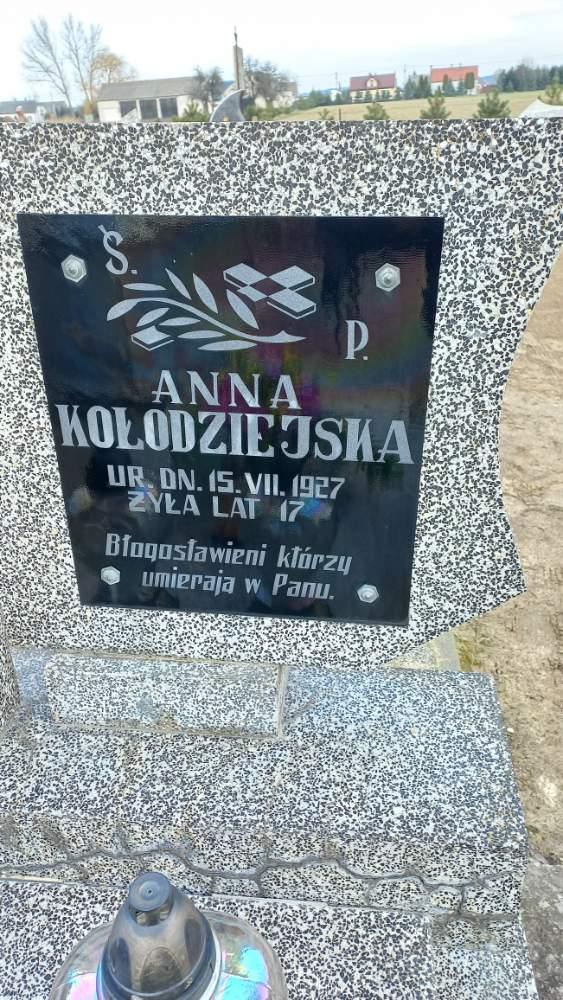 Ś.
P.
ANNA
KOŁODZIEJSKA
UR. DN. 15. VII. 1927
ŻYŁA LAT 17
Błogosławieni którzy
umierają w Panu.